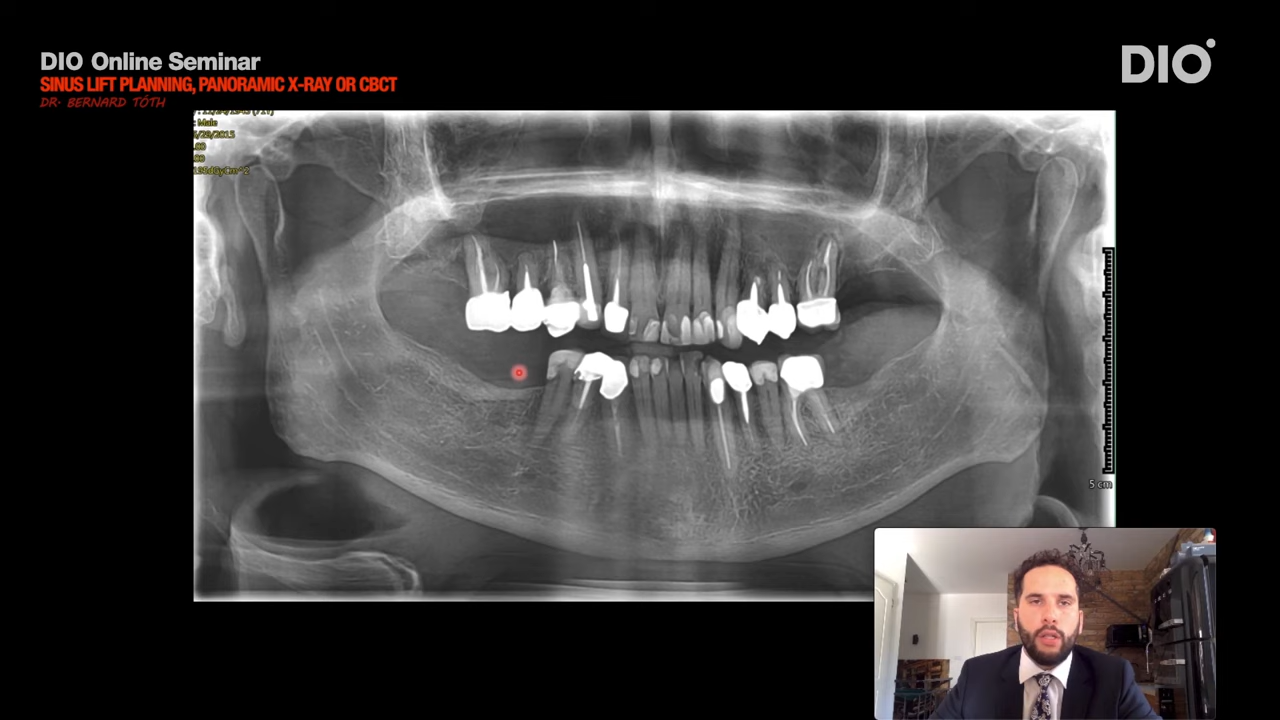 DIO Online Seminar
DIO
SINUS LIFT PLANNING, PANORAMIC X-RAY OR CBCT
DR. BERNARD TÓTH
: Male
5 cm